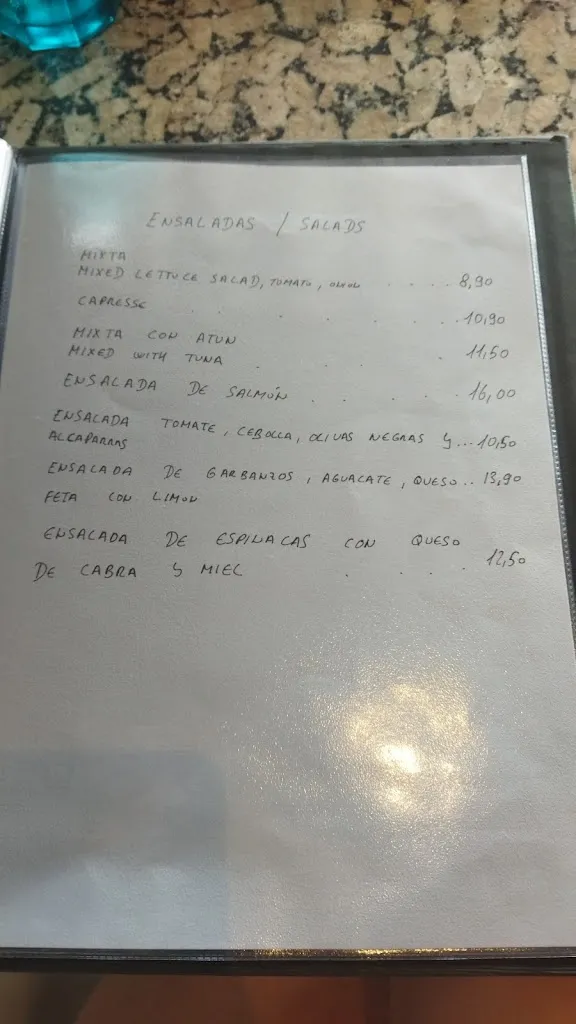 ENSALADAS / SALADS
MIXTA
MIXED LETTUCE SALAD, TOMATO, ONION . . . . 8,90
CAPRESSE . . . . . 10,90
MIXTA CON ATUN
MIXED WITH TUNA . . . . 11,50
ENSALADA DE SALMÓN . . . . 16,00
ENSALADA TOMATE, CEBOLLA, OLIVAS NEGRAS Y... 10,50
ALCAPARRAS
ENSALADA DE GARBANZOS, AGUACATE, QUESO.. 13,90
FETA CON LIMON
ENSALADA DE ESPINACAS CON QUESO
DE CABRA Y MIEL . . . 12,50